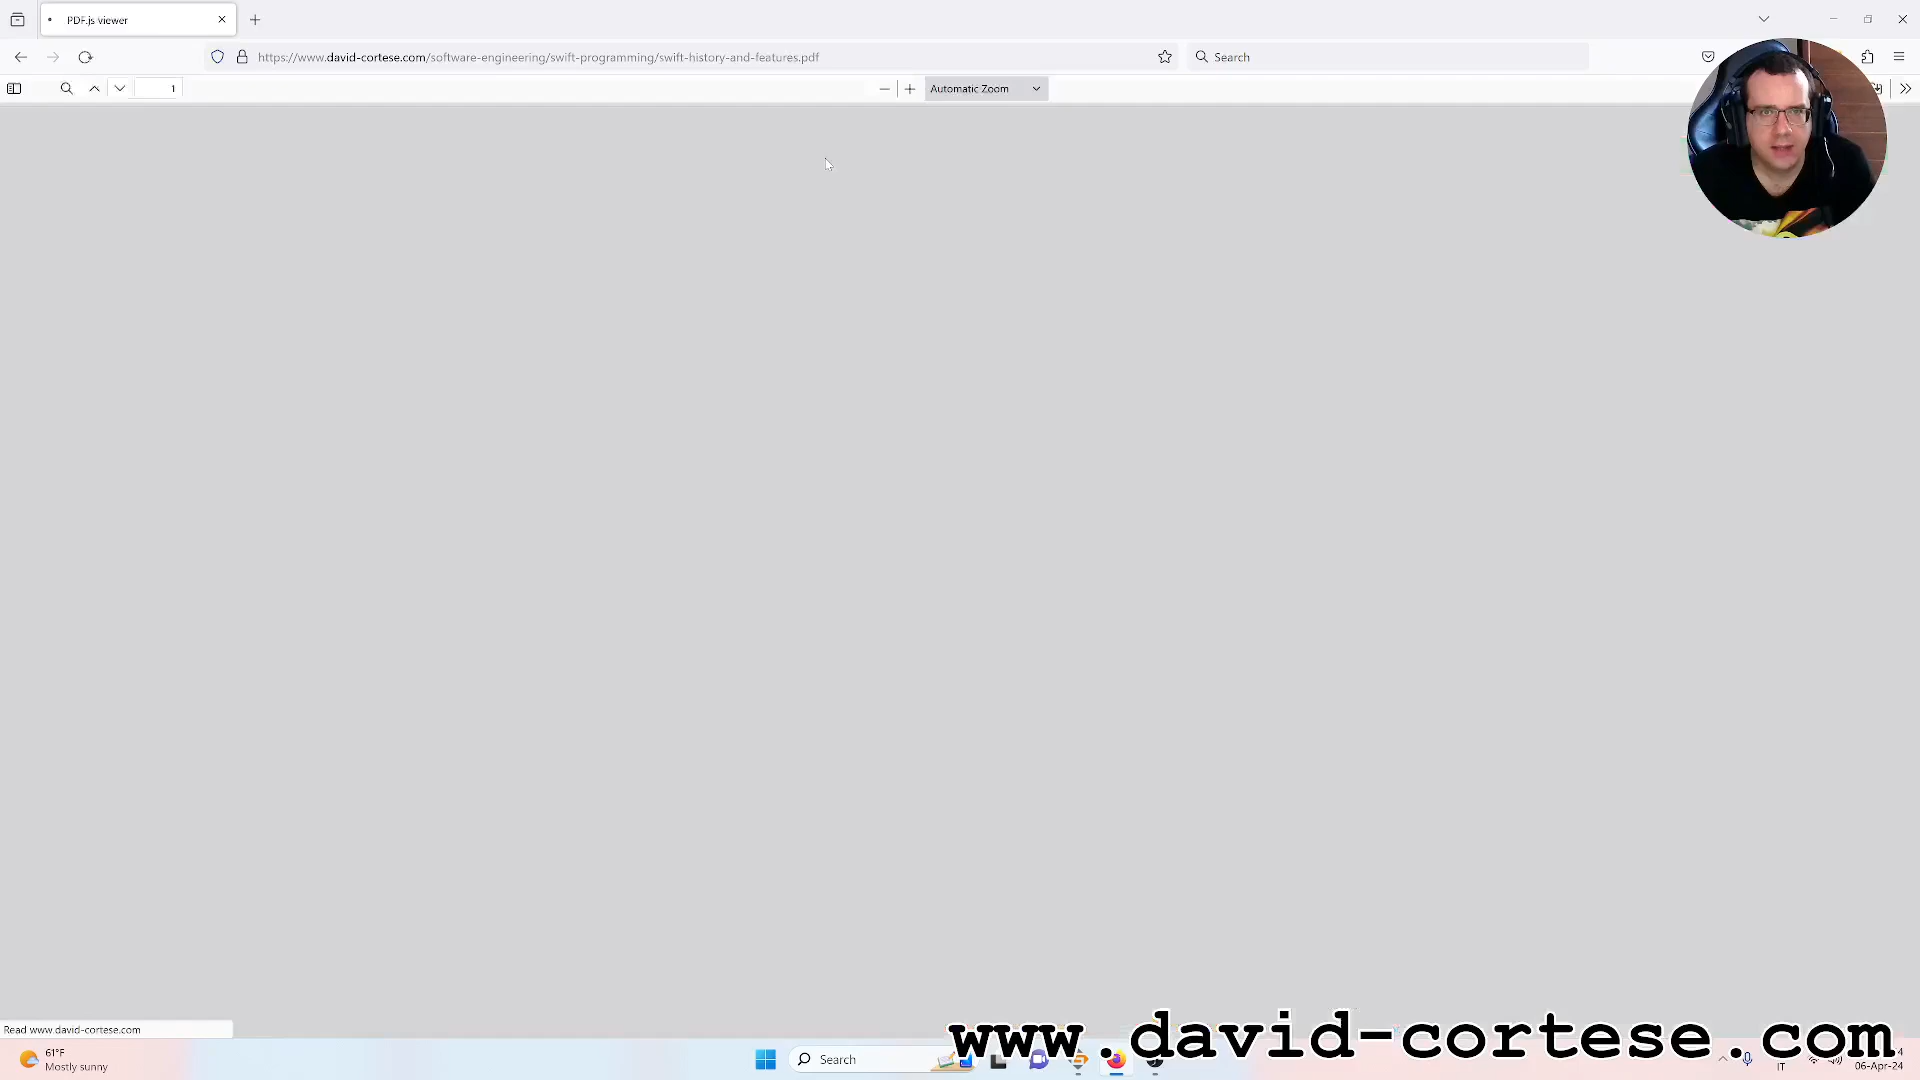 PDF.js viewer
https://www.david-cortese.com/software-engineering/swift-programming/swift-history-and-features.pdf
Search
1
Automatic Zoom
Read www.david-cortese.com
www.david-cortese.com
61°F
Mostly sunny
Search
IT
06-Apr-24